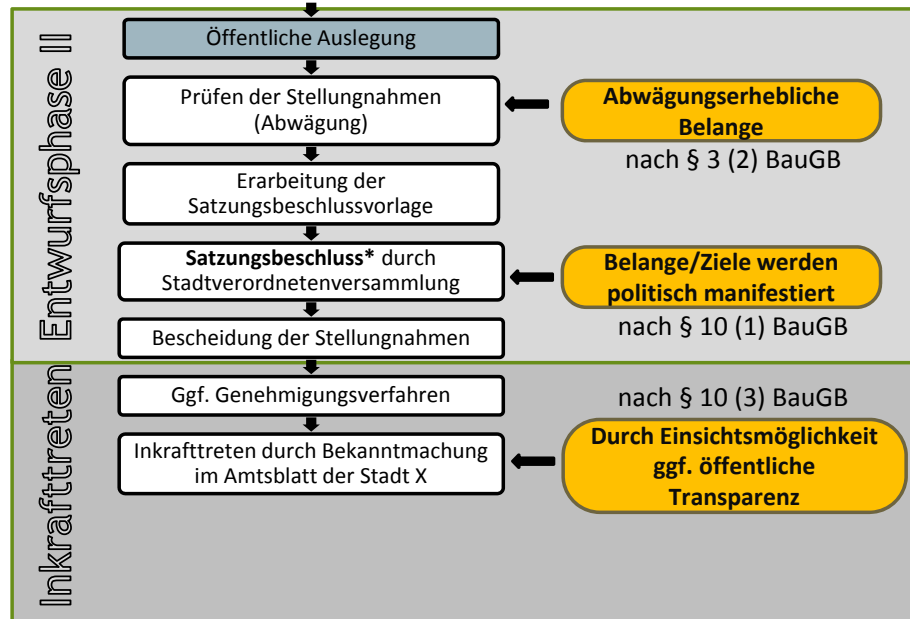 Entwurfsphase II
Öffentliche Auslegung
Prüfen der Stellungnahmen
(Abwägung)
Abwägungserhebliche
Belange
nach § 3 (2) BauGB
Erarbeitung der
Satzungsbeschlussvorlage
Satzungsbeschluss* durch
Stadtverordnetenversammlung
Belange/Ziele werden
politisch manifestiert
nach § 10 (1) BauGB
Bescheidung der Stellungnahmen
Inkrafttreten
Ggf. Genehmigungsverfahren
nach § 10 (3) BauGB
Inkrafttreten durch Bekanntmachung
im Amtsblatt der Stadt X
Durch Einsichtsmöglichkeit
ggf. öffentliche
Transparenz